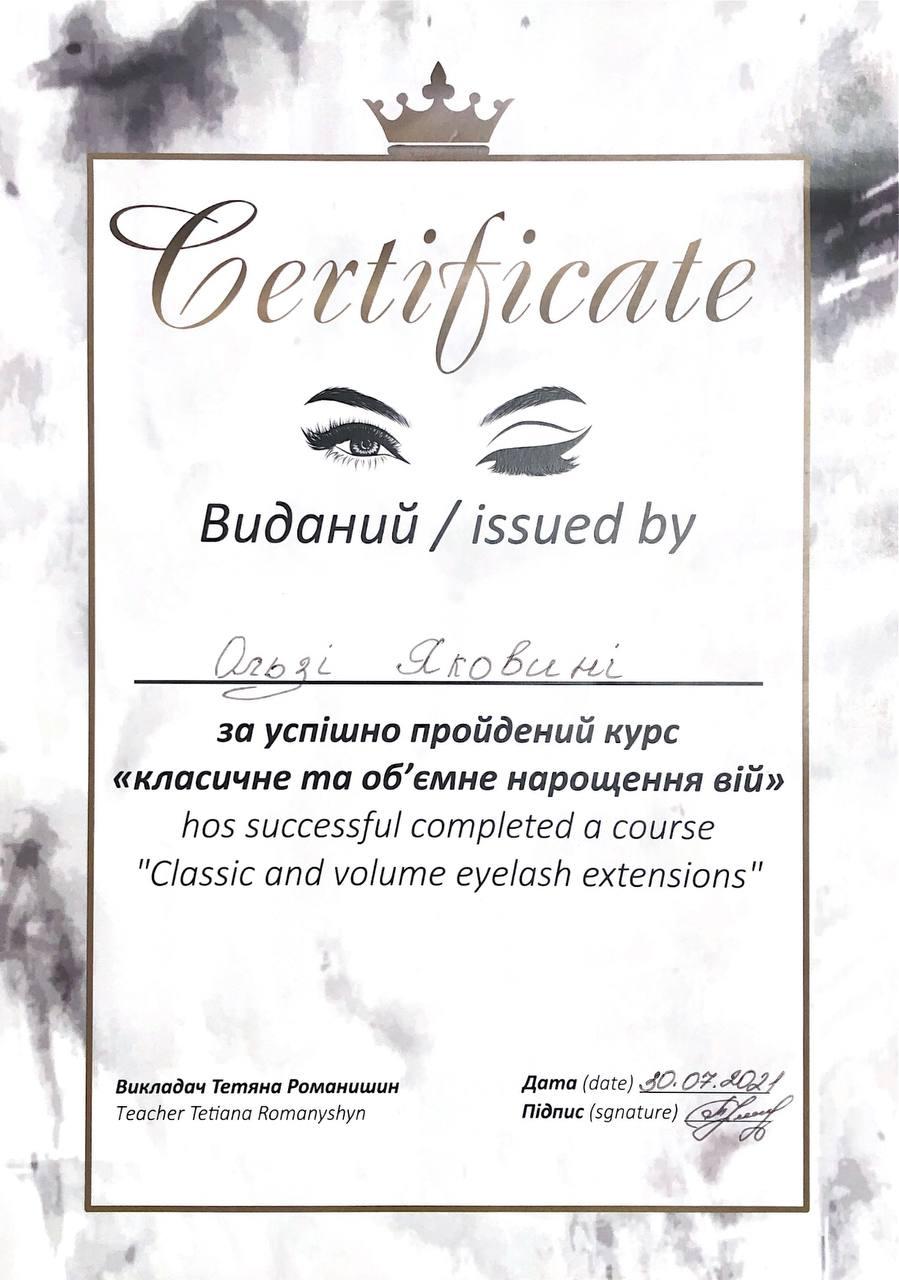 Certificate
Виданий / issued by
Ользі Яковині
за успішно пройдений курс
«класичне та об’ємне нарощення вій»
hos successful completed a course
"Classic and volume eyelash extensions"
Викладач Тетяна Романишин
Teacher Tetiana Romanyshyn
Дата (date) 30.07.2021
Підпис (sgnature)